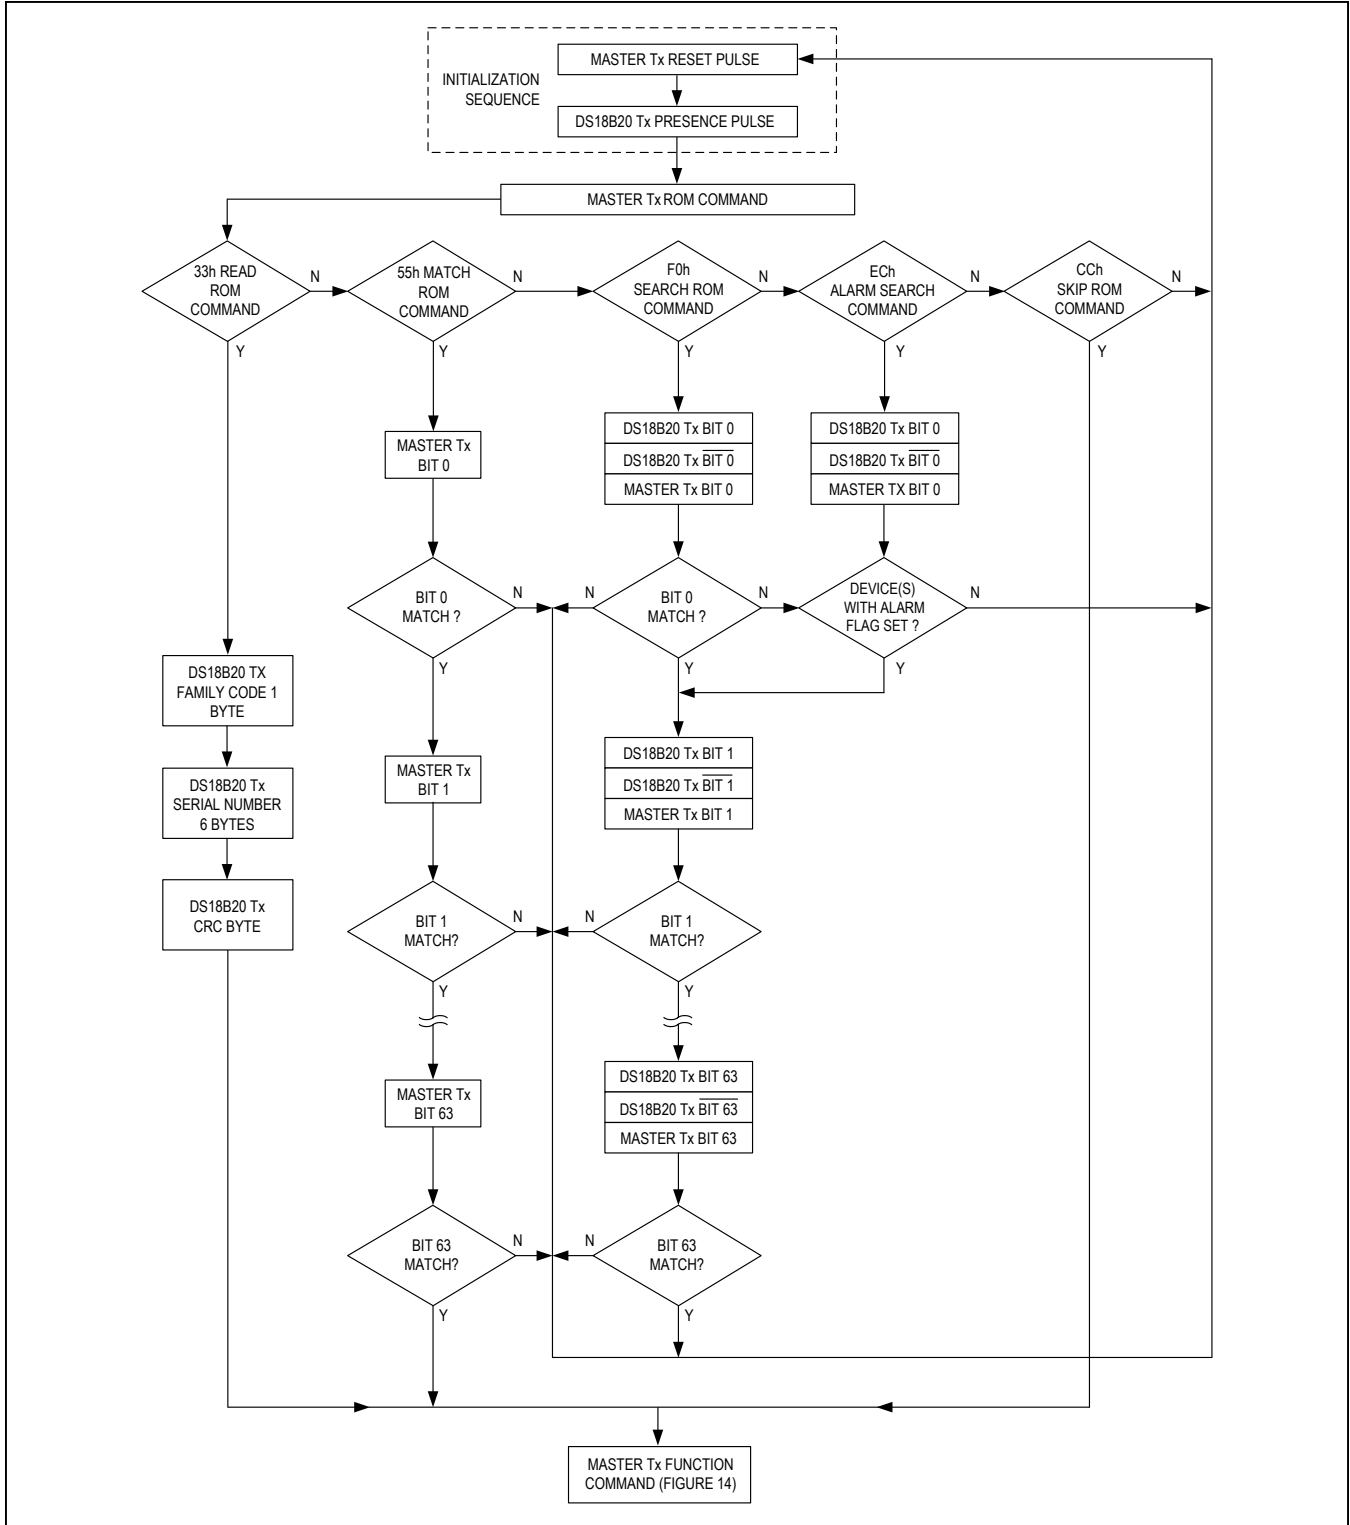 MASTER Tx RESET PULSE
INITIALIZATION
SEQUENCE
DS18B20 Tx PRESENCE PULSE
MASTER Tx ROM COMMAND
33h READ
ROM
COMMAND
N
Y
55h MATCH
ROM
COMMAND
N
Y
F0h
SEARCH ROM
COMMAND
N
Y
ECh
ALARM SEARCH
COMMAND
N
Y
CCh
SKIP ROM
COMMAND
N
Y
MASTER Tx
BIT 0
DS18B20 Tx BIT 0
DS18B20 Tx B̅I̅T̅ ̅0̅
MASTER Tx BIT 0
DS18B20 Tx BIT 0
DS18B20 Tx B̅I̅T̅ ̅0̅
MASTER TX BIT 0
BIT 0
MATCH ?
N
Y
N
BIT 0
MATCH ?
N
Y
DEVICE(S)
WITH ALARM
FLAG SET ?
N
Y
DS18B20 TX
FAMILY CODE 1
BYTE
MASTER Tx
BIT 1
DS18B20 Tx BIT 1
DS18B20 Tx B̅I̅T̅ ̅1̅
MASTER Tx BIT 1
DS18B20 Tx
SERIAL NUMBER
6 BYTES
DS18B20 Tx
CRC BYTE
BIT 1
MATCH?
N
Y
N
BIT 1
MATCH?
Y
MASTER Tx
BIT 63
DS18B20 Tx BIT 63
DS18B20 Tx B̅I̅T̅ ̅6̅3̅
MASTER Tx BIT 63
BIT 63
MATCH?
N
Y
N
BIT 63
MATCH?
Y
MASTER Tx FUNCTION
COMMAND (FIGURE 14)